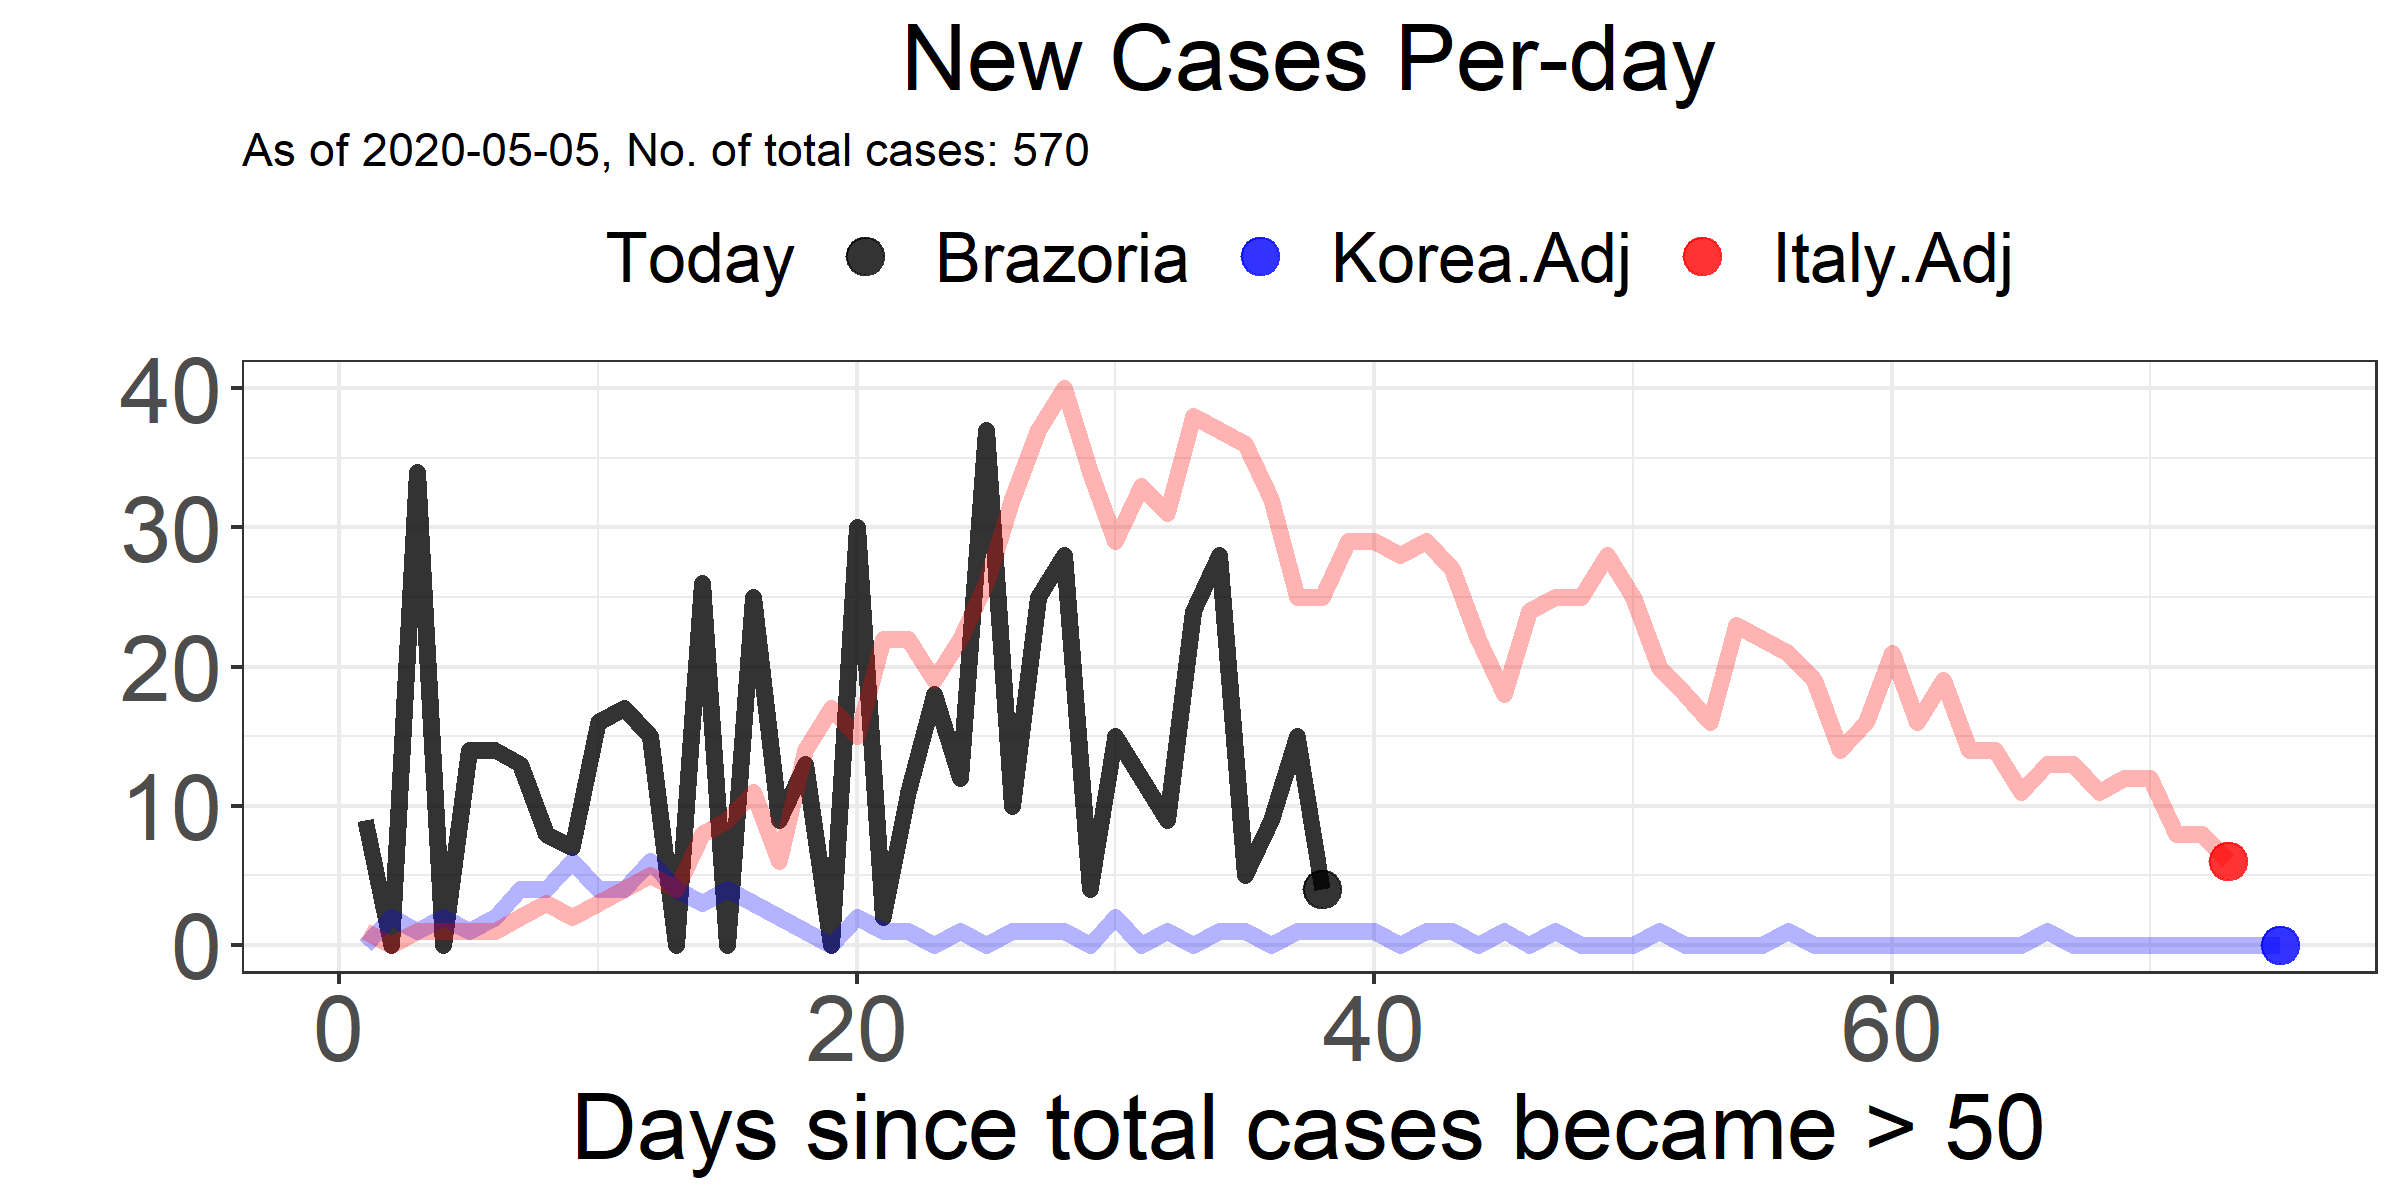 New Cases Per-day
As of 2020-05-05, No. of total cases: 570
Today Brazoria Korea.Adj Italy.Adj
40
30
20
10
0
0 20 40 60
Days since total cases became > 50